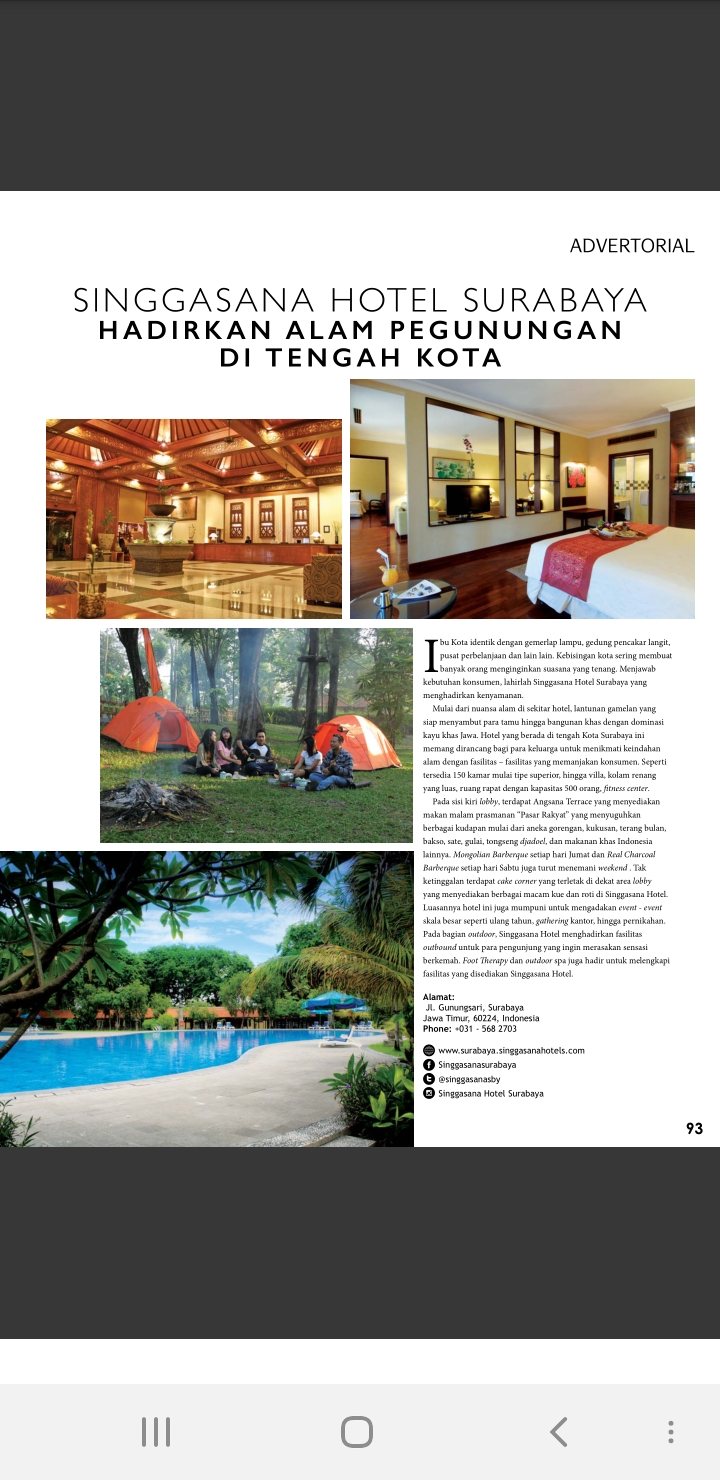 ADVERTORIAL
SINGGASANA HOTEL SURABAYA
HADIRKAN ALAM PEGUNUNGAN
DI TENGAH KOTA
Ibu Kota identik dengan gemerlap lampu, gedung pencakar langit,
pusat perbelanjaan dan lain lain. Kebisingan kota sering membuat
banyak orang menginginkan suasana yang tenang. Menjawab
kebutuhan konsumen, lahirlah Singgasana Hotel Surabaya yang
menghadirkan kenyamanan.
Mulai dari nuansa alam di sekitar hotel, lantunan gamelan yang
siap menyambut para tamu hingga bangunan khas dengan dominasi
kayu khas Jawa. Hotel yang berada di tengah Kota Surabaya ini
memang dirancang bagi para keluarga untuk menikmati keindahan
alam dengan fasilitas – fasilitas yang memanjakan konsumen. Seperti
tersedia 150 kamar mulai tipe superior, hingga villa, kolam renang
yang luas, ruang rapat dengan kapasitas 500 orang, fitness center.
Pada sisi kiri lobby, terdapat Angsana Terrace yang menyediakan
makan malam prasmanan “Pasar Rakyat” yang menyuguhkan
berbagai kudapan mulai dari aneka gorengan, kukusan, terang bulan,
bakso, sate, gulai, tongseng djadoel, dan makanan khas Indonesia
lainnya. Mongolian Barberque setiap hari Jumat dan Real Charcoal
Barberque setiap hari Sabtu juga turut menemani weekend . Tak
ketinggalan terdapat cake corner yang terletak di dekat area lobby
yang menyediakan berbagai macam kue dan roti di Singgasana Hotel.
Luasannya hotel ini juga mumpuni untuk mengadakan event - event
skala besar seperti ulang tahun, gathering kantor, hingga pernikahan.
Pada bagian outdoor, Singgasana Hotel menghadirkan fasilitas
outbound untuk para pengunjung yang ingin merasakan sensasi
berkemah. Foot Therapy dan outdoor spa juga hadir untuk melengkapi
fasilitas yang disediakan Singgasana Hotel.
Alamat:
Jl. Gunungsari, Surabaya
Jawa Timur, 60224, Indonesia
Phone: +031 - 568 2703
www.surabaya.singgasanahotels.com
Singgasanasurabaya
@singgasanasby
Singgasana Hotel Surabaya
93